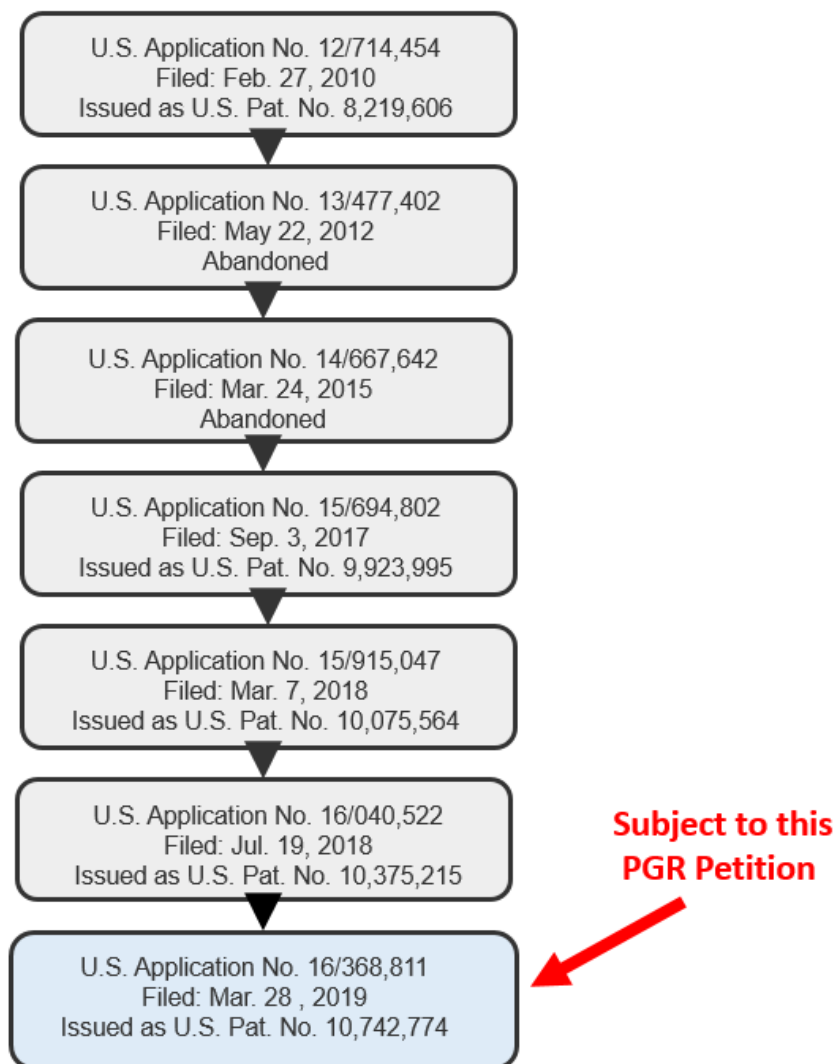 U.S. Application No. 12/714,454
Filed: Feb. 27, 2010
Issued as U.S. Pat. No. 8,219,606
U.S. Application No. 13/477,402
Filed: May 22, 2012
Abandoned
U.S. Application No. 14/667,642
Filed: Mar. 24, 2015
Abandoned
U.S. Application No. 15/694,802
Filed: Sep. 3, 2017
Issued as U.S. Pat. No. 9,923,995
U.S. Application No. 15/915,047
Filed: Mar. 7, 2018
Issued as U.S. Pat. No. 10,075,564
U.S. Application No. 16/040,522
Filed: Jul. 19, 2018
Issued as U.S. Pat. No. 10,375,215
Subject to this
PGR Petition
U.S. Application No. 16/368,811
Filed: Mar. 28 , 2019
Issued as U.S. Pat. No. 10,742,774